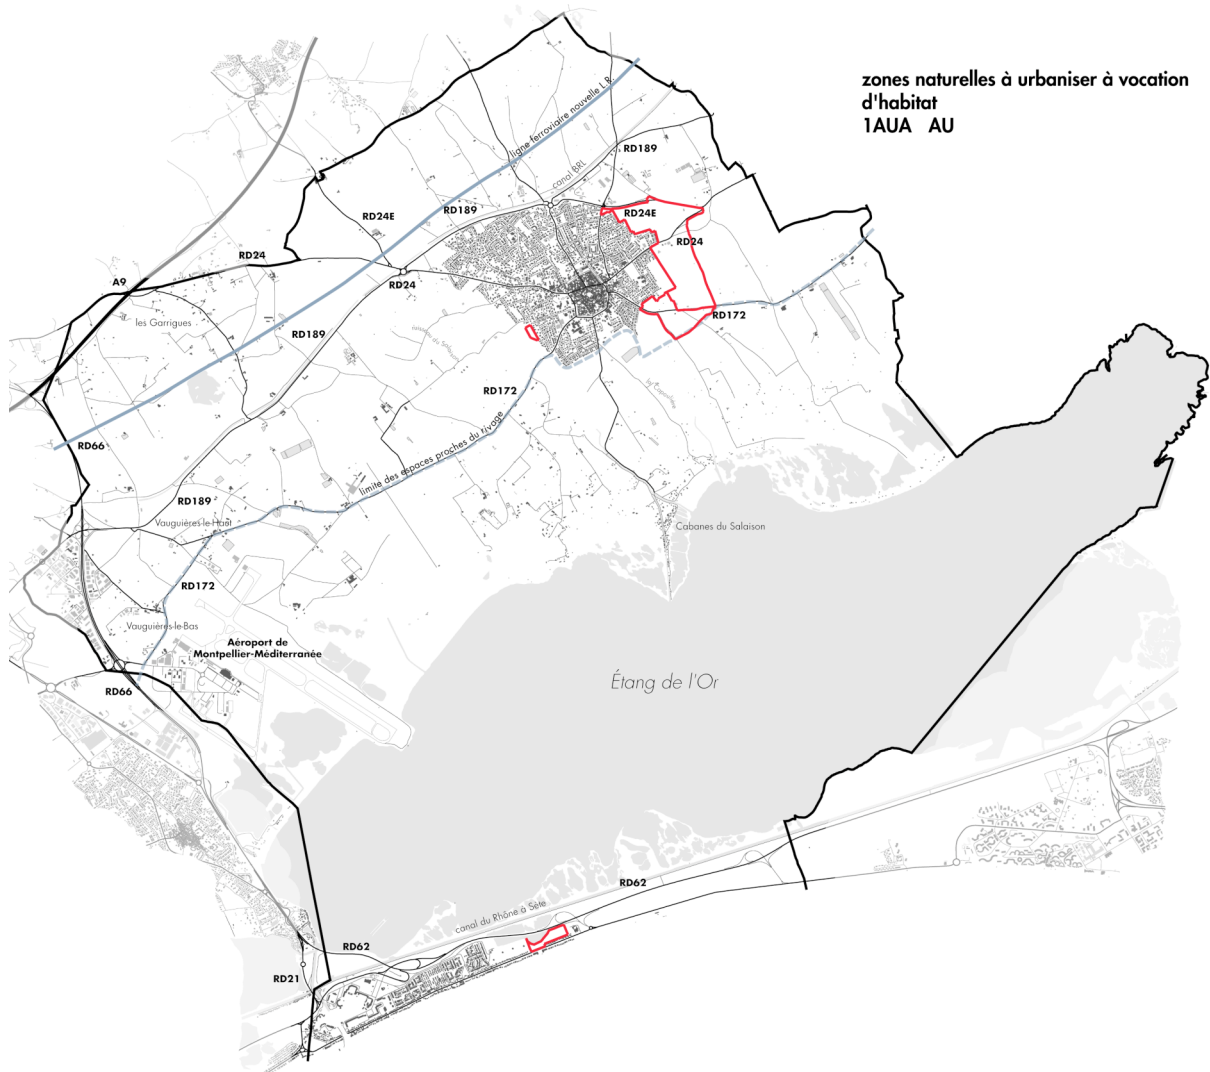 zones naturelles à urbaniser à vocation
d'habitat
1AUA AU
ligne ferroviaire nouvelle L.R.
canal BRL
RD189
RD24E
RD189
RD24E
RD24
RD24
RD24
A9
les Garrigues
RD189
RD172
RD172
limite des espaces proches du rivage
RD66
RD189
Vauguières-le-Haut
Cabanes du Salaison
RD172
Vauguières-le-Bas
Aéroport de
Montpellier-Méditerranée
RD66
Étang de l'Or
RD62
canal du Rhône à Sète
RD62
RD21